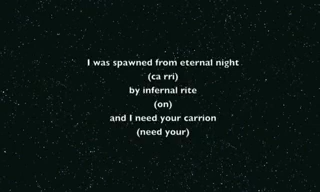 I was spawned from eternal night
(ca rri)
by infernal rite
(on)
and I need your carrion
(need your)